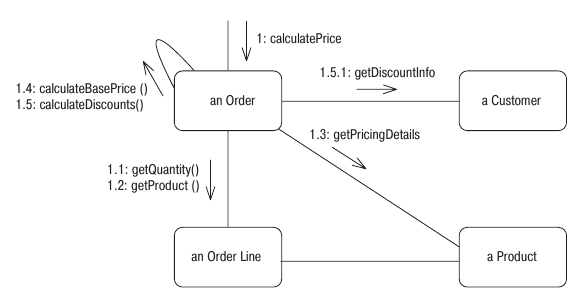 1: calculatePrice
1.5.1: getDiscountInfo
1.4: calculateBasePrice ()
1.5: calculateDiscounts()
an Order
a Customer
1.3: getPricingDetails
1.1: getQuantity()
1.2: getProduct ()
an Order Line
a Product